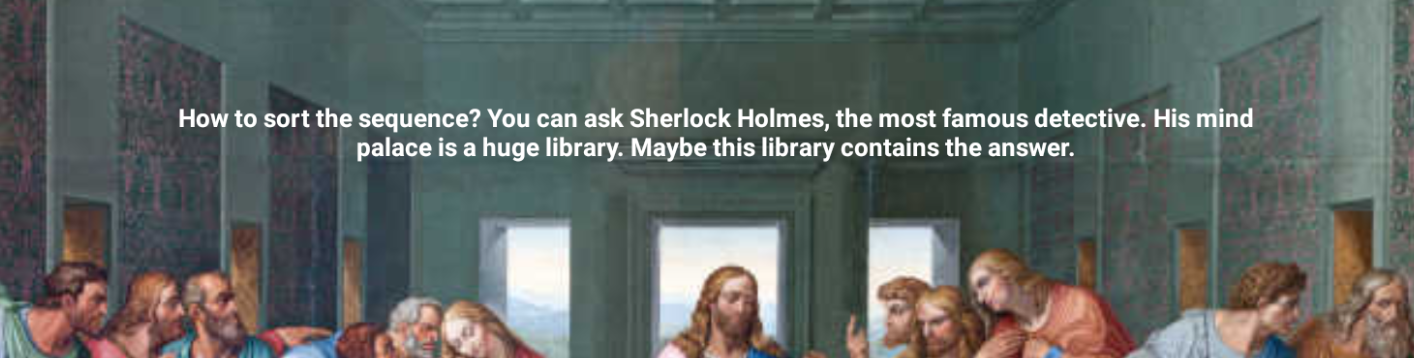 How to sort the sequence? You can ask Sherlock Holmes, the most famous detective. His mind
palace is a huge library. Maybe this library contains the answer.